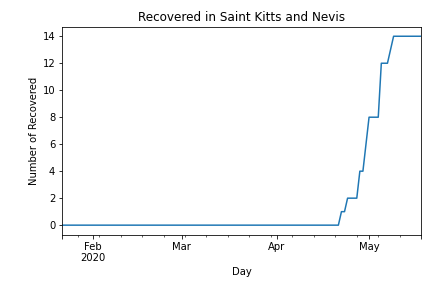 Recovered in Saint Kitts and Nevis
Number of Recovered
14
12
10
8
6
4
2
0
Feb
2020
Mar
Apr
May
Day